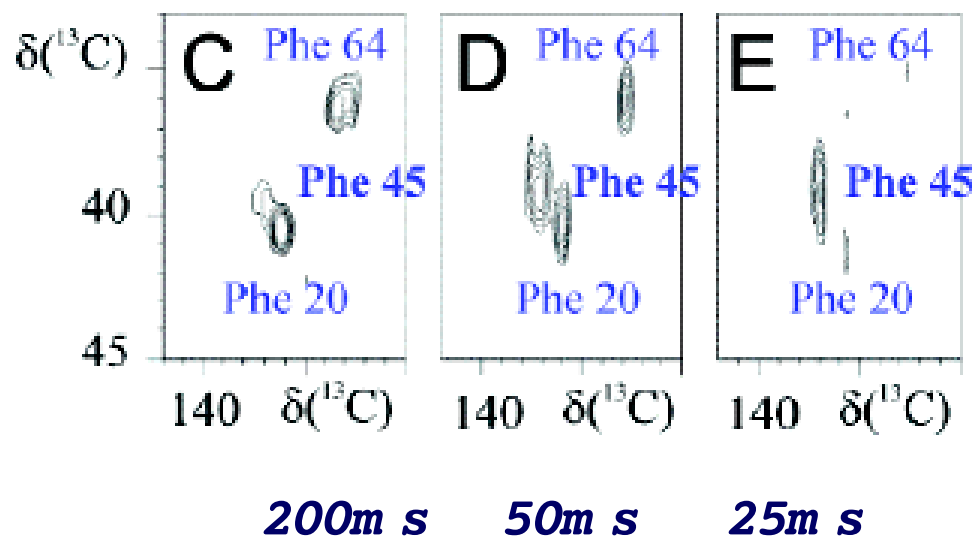 δ(¹³C) C Phe 64 D Phe 64 E Phe 64
Phe 45 Phe 45 Phe 45
40
Phe 20 Phe 20 Phe 20
45
140 δ(¹³C) 140 δ(¹³C) 140 δ(¹³C)
200m s 50m s 25m s